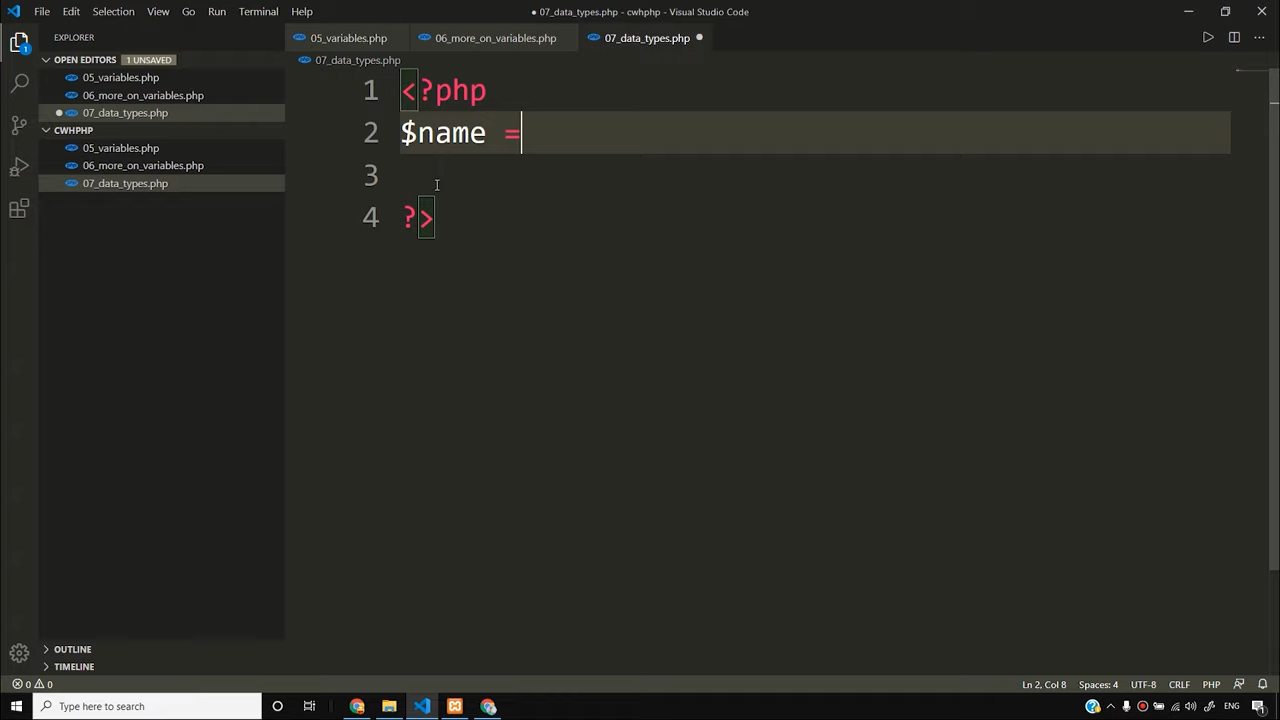 File Edit Selection View Go Run Terminal Help
● 07_data_types.php - cwhphp - Visual Studio Code
EXPLORER
05_variables.php
06_more_on_variables.php
07_data_types.php
OPEN EDITORS 1 UNSAVED
05_variables.php
06_more_on_variables.php
07_data_types.php
CWHPHP
05_variables.php
06_more_on_variables.php
07_data_types.php
07_data_types.php
1 <?php
2 $name =
3
4 ?>
OUTLINE
TIMELINE
0 0
Ln 2, Col 8 Spaces: 4 UTF-8 CRLF PHP
Type here to search
ENG